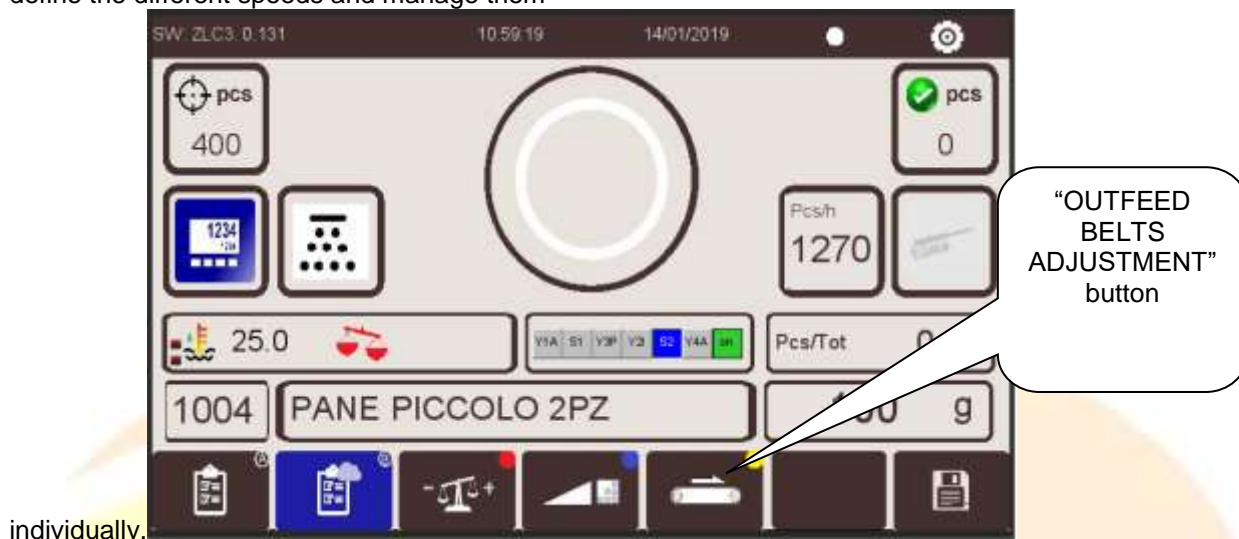 define the different speeds and manage them
SW: ZLC3. 0.131 10:59:19 14/01/2019
pcs
400
pcs
0
1234
Pcs/h
1270
“OUTFEED
BELTS
ADJUSTMENT”
button
25.0
Y1A S1 Y3P Y2I S2 Y4A
Pcs/Tot
1004 PANE PICCOLO 2PZ g
- +
individually.